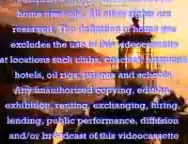 home use only. All other rights are
reserved. The definition of home use
excludes the use of this videocassette
at locations such clubs, coaches,
hotels, oil rigs, prisons and schools.
Any unauthorized copying, editing,
exhibition, renting, exchanging, hiring,
lending, public performance, diffusion
and/or broadcast of this videocassette